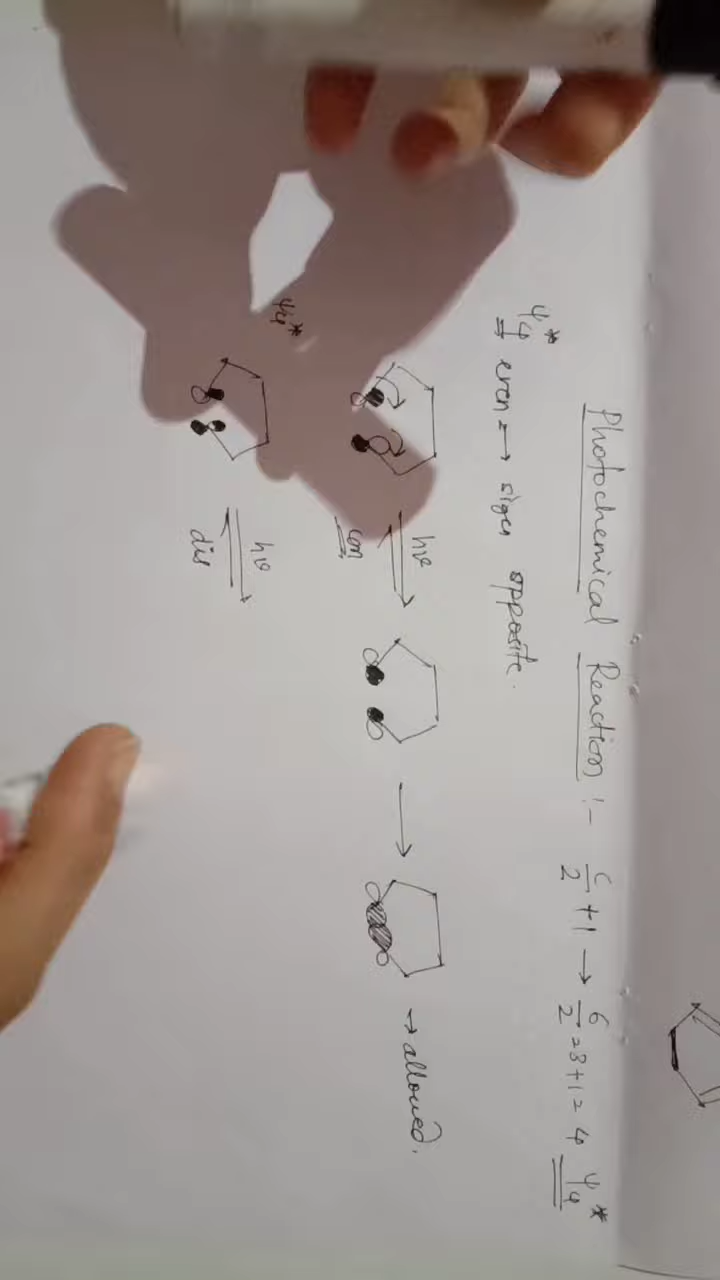 Photochemical Reaction :- C/2 + 1 → 6/2 = 3 + 1 = 4 Ψ4*
Ψ4* even → signs opposite.
hν
con
→ allowed.
Ψ4*
hν
dis